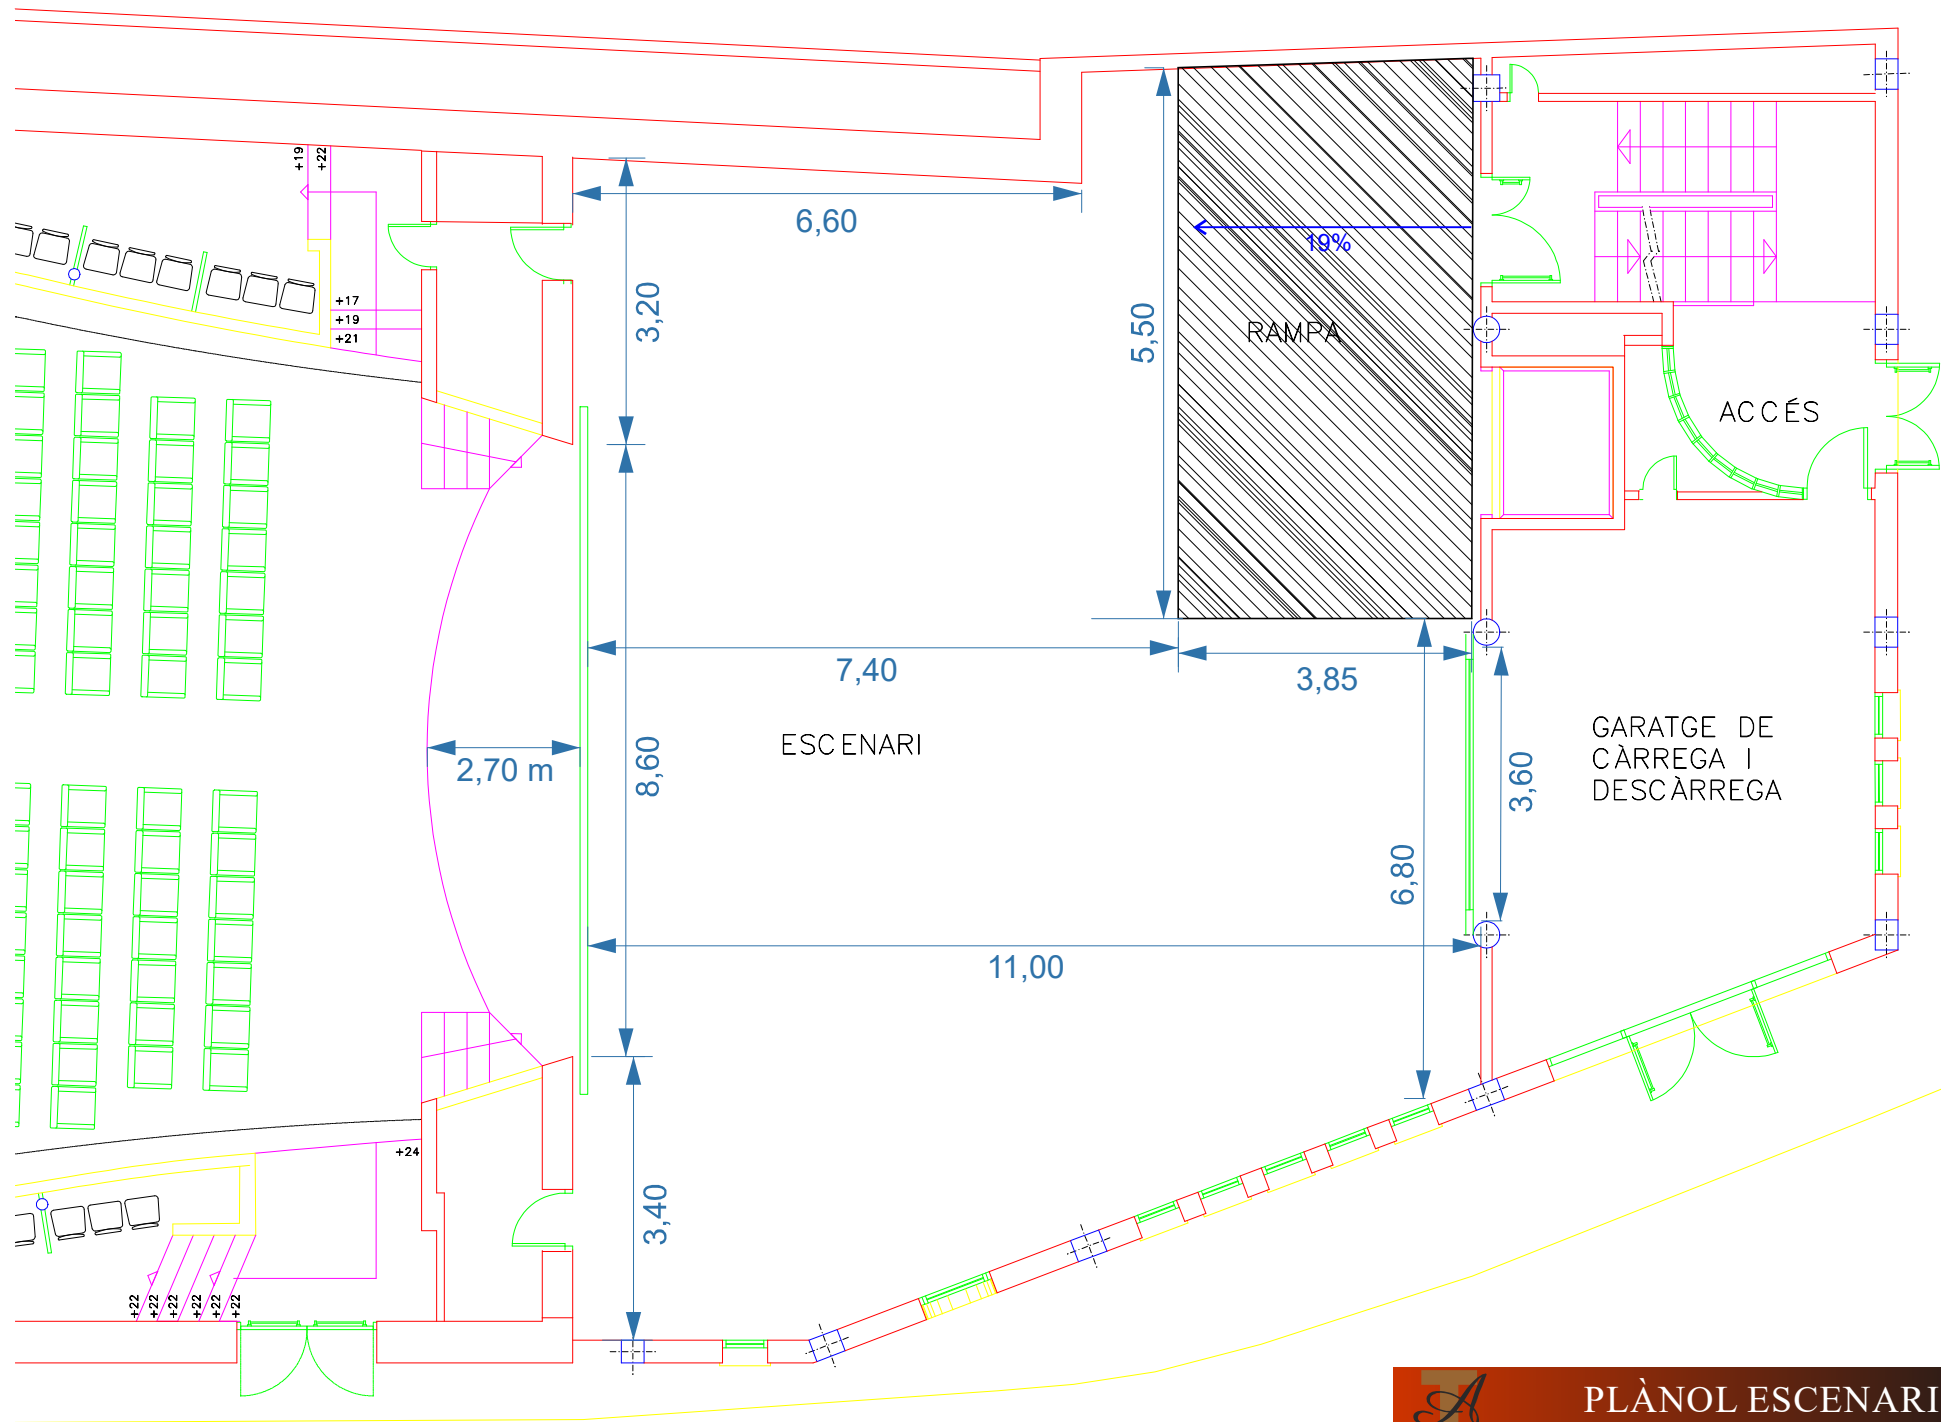 +19
+22
6,60
19%
+17
+19
+21
3,20
5,50
RAMPA
ACCÉS
7,40
3,85
ESCENARI
2,70 m
8,60
3,60
GARATGE DE
CÀRREGA I
DESCÀRREGA
6,80
11,00
+24
3,40
+22
+22
+22
+22
+22
+22
PLÀNOL ESCENARI